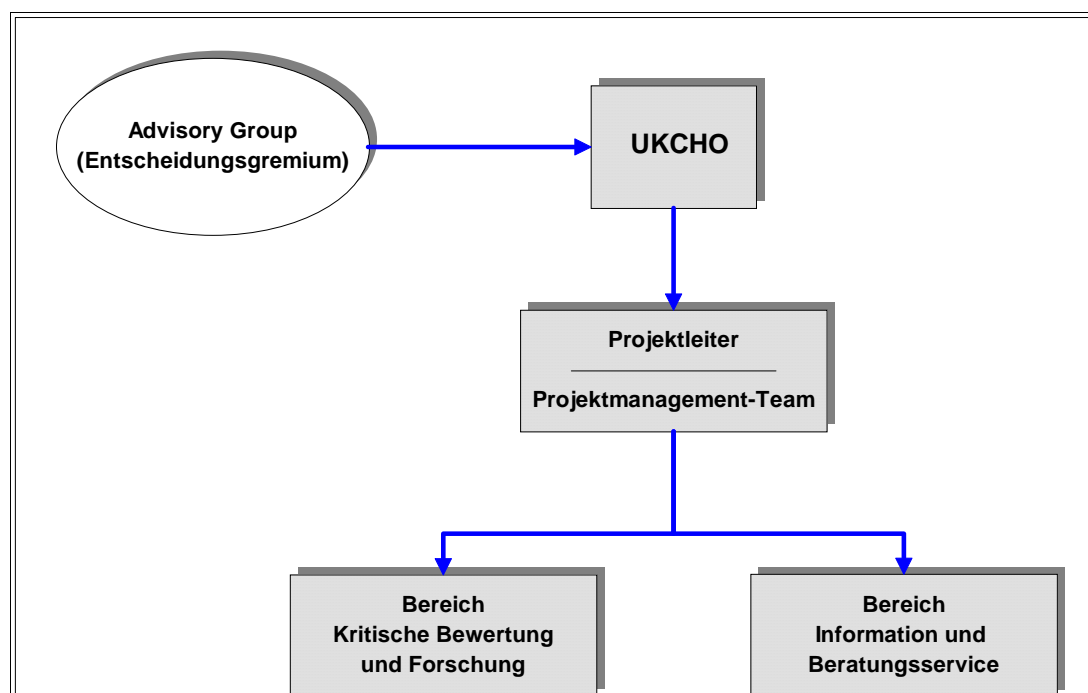 Advisory Group
(Entscheidungsgremium)
UKCHO
Projektleiter
Projektmanagement-Team
Bereich
Kritische Bewertung
und Forschung
Bereich
Information und
Beratungsservice